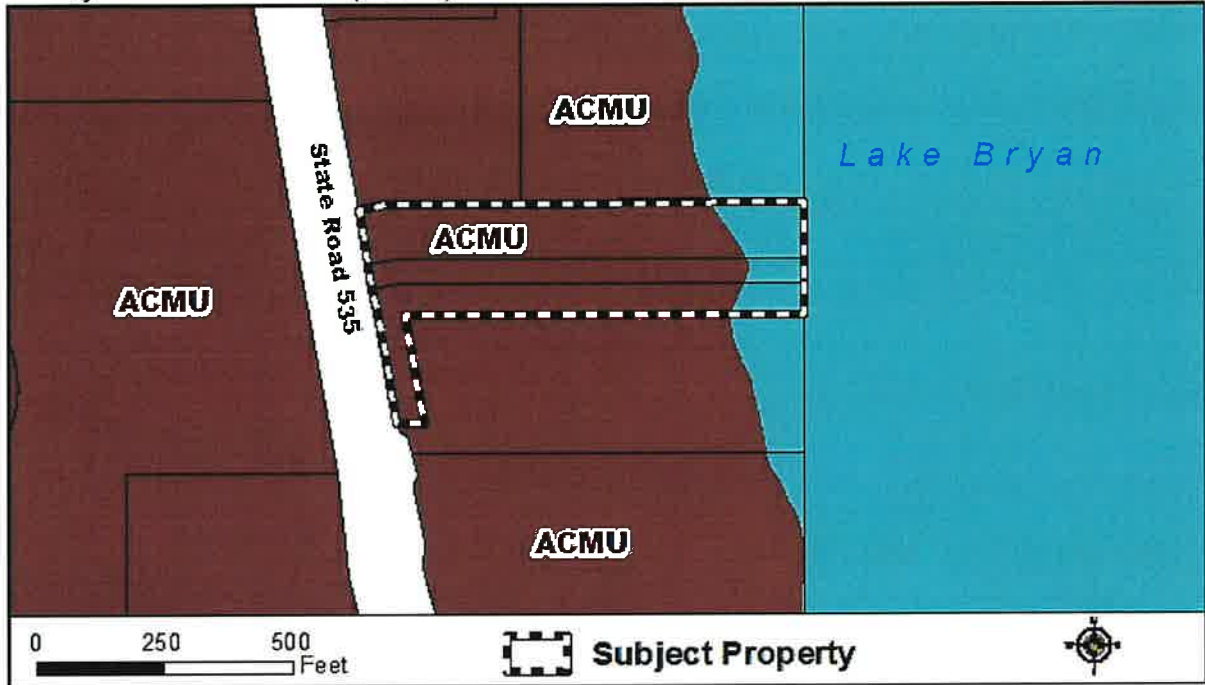 ACMU
Lake Bryan
State Road 535
ACMU
ACMU
ACMU
0 250 500
Feet
Subject Property